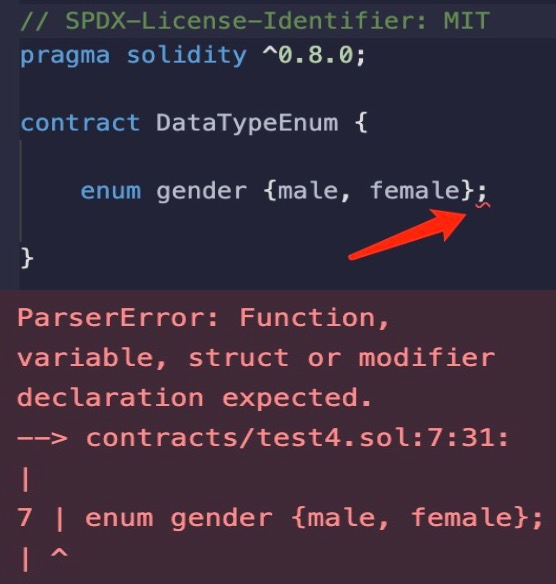 // SPDX-License-Identifier: MIT
pragma solidity ^0.8.0;
contract DataTypeEnum {
enum gender {male, female};
}
ParserError: Function,
variable, struct or modifier
declaration expected.
--> contracts/test4.sol:7:31:
|
7 | enum gender {male, female};
| ^